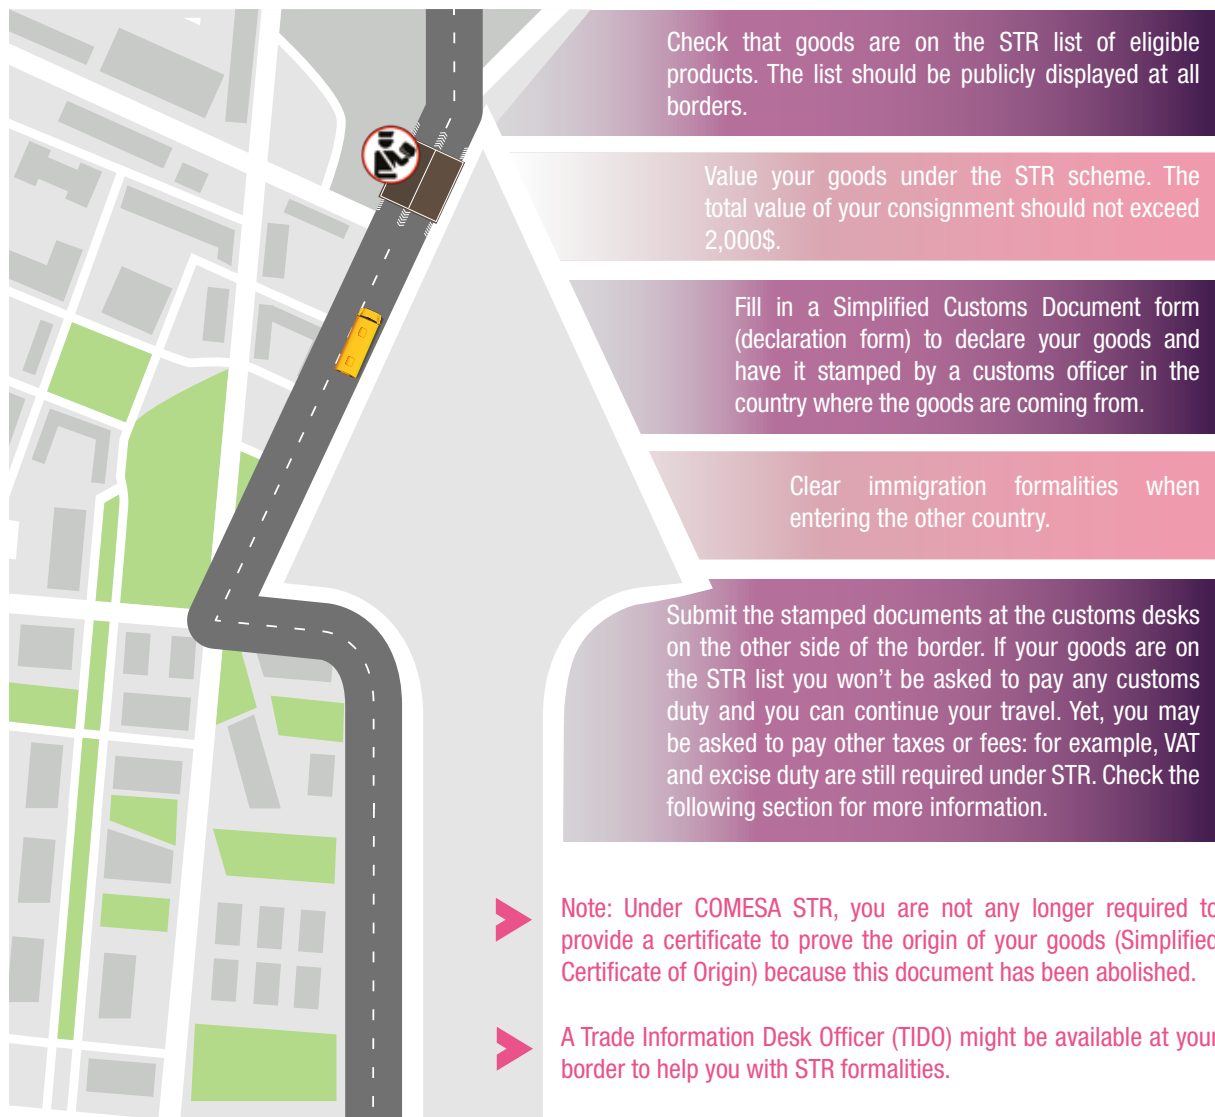 Check that goods are on the STR list of eligible
products. The list should be publicly displayed at all
borders.
Value your goods under the STR scheme. The
total value of your consignment should not exceed
2,000$.
Fill in a Simplified Customs Document form
(declaration form) to declare your goods and
have it stamped by a customs officer in the
country where the goods are coming from.
Clear immigration formalities when
entering the other country.
Submit the stamped documents at the customs desks
on the other side of the border. If your goods are on
the STR list you won’t be asked to pay any customs
duty and you can continue your travel. Yet, you may
be asked to pay other taxes or fees: for example, VAT
and excise duty are still required under STR. Check the
following section for more information.
Note: Under COMESA STR, you are not any longer required to
provide a certificate to prove the origin of your goods (Simplified
Certificate of Origin) because this document has been abolished.
A Trade Information Desk Officer (TIDO) might be available at your
border to help you with STR formalities.